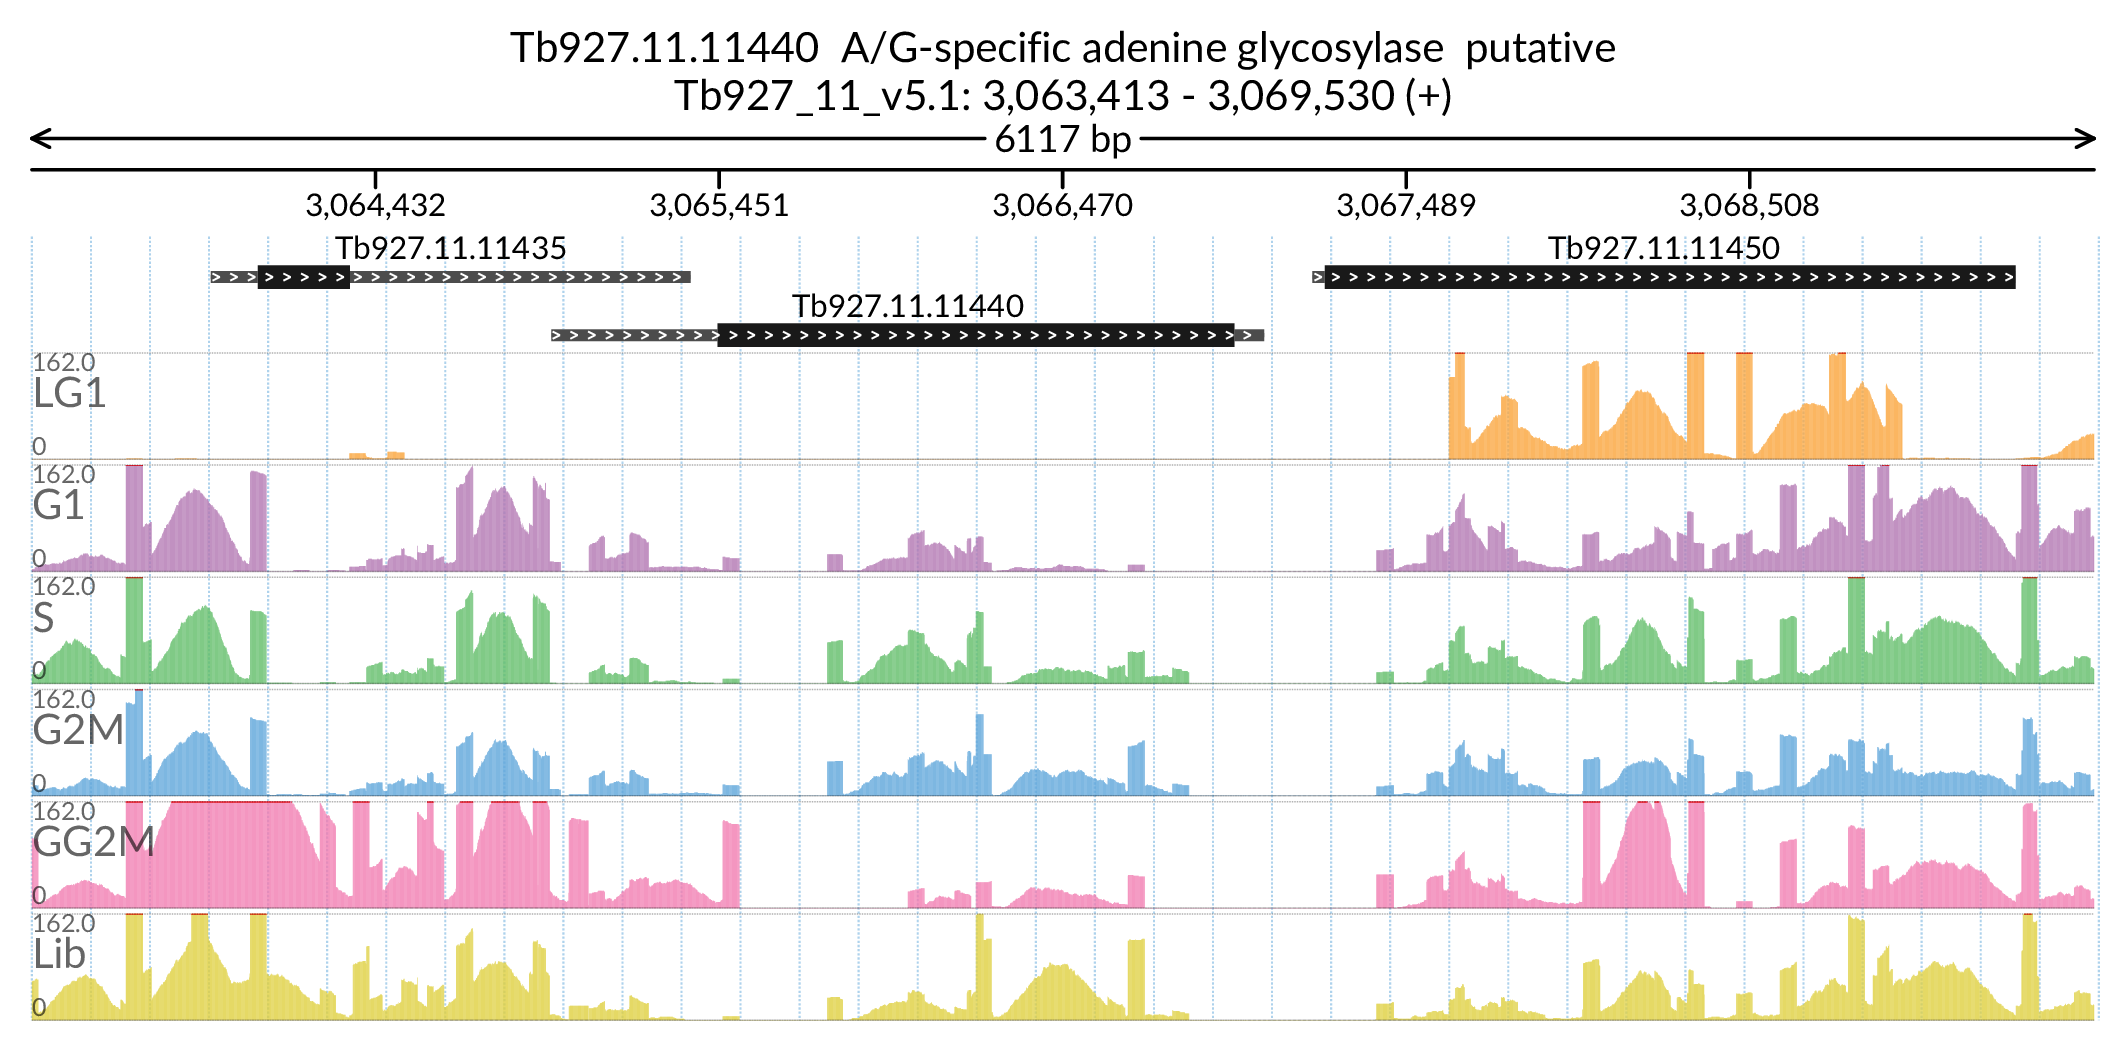 Tb927.11.11440  A/G-specific adenine glycosylase  putative
Tb927_11_v5.1: 3,063,413 - 3,069,530 (+)
6117 bp
3,064,432 3,065,451 3,066,470 3,067,489 3,068,508
Tb927.11.11435 Tb927.11.11450
Tb927.11.11440
162.0
LG1
0
162.0
G1
0
162.0
S
0
162.0
G2M
0
162.0
GG2M
0
162.0
Lib
0